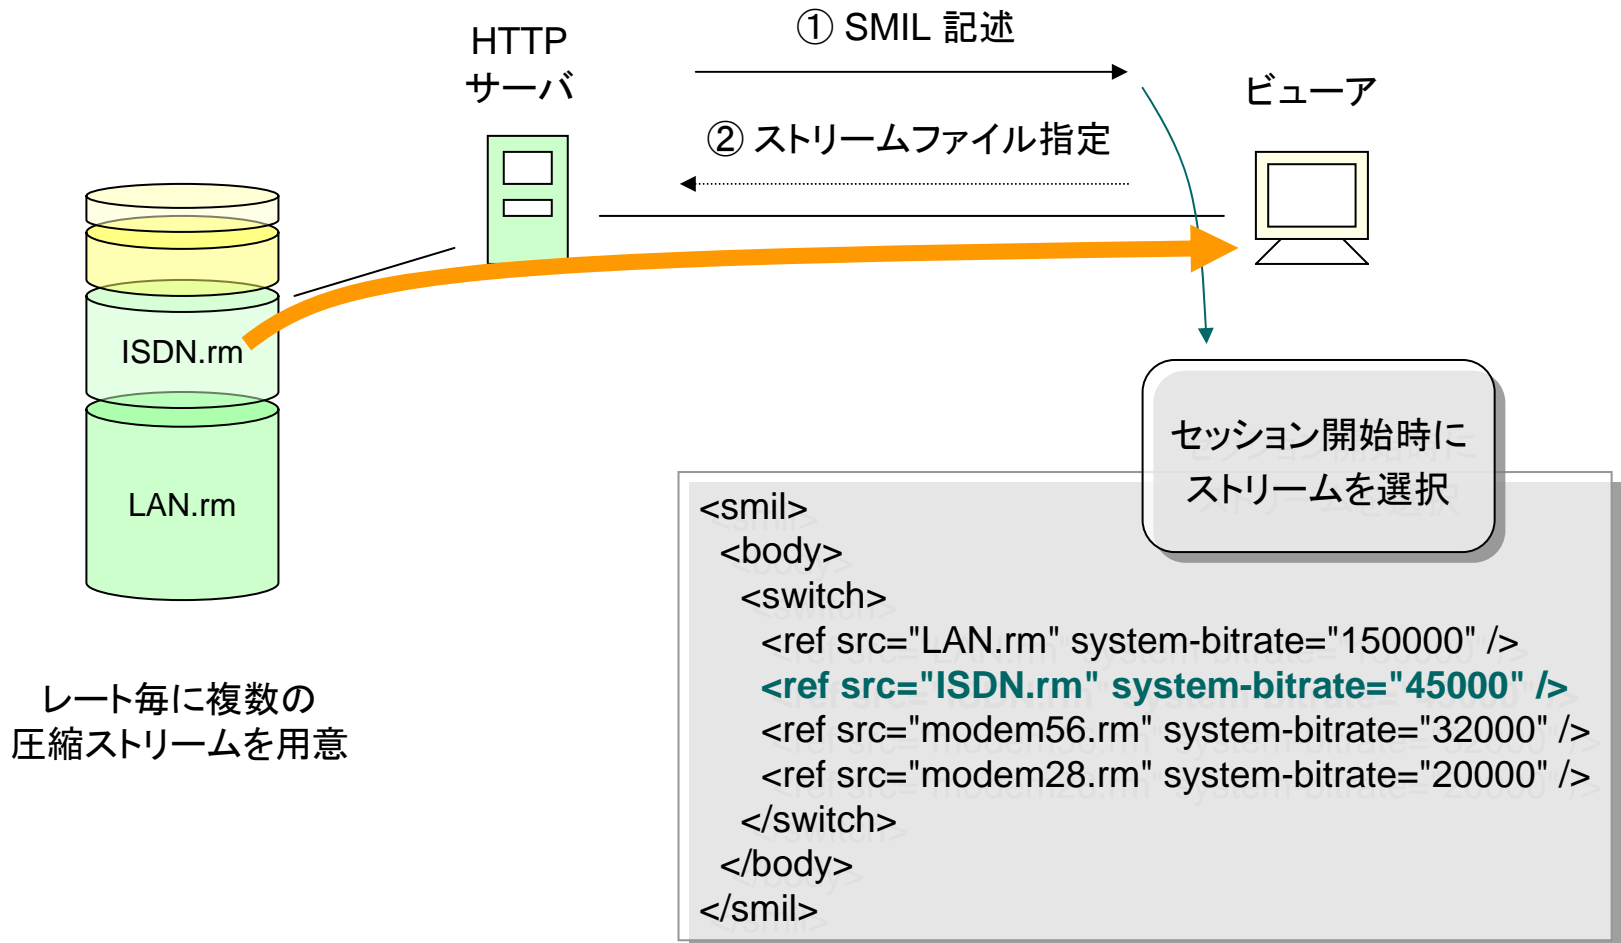 ① SMIL 記述
HTTP
サーバ
ビューア
② ストリームファイル指定
ISDN.rm
LAN.rm
レート毎に複数の
圧縮ストリームを用意
セッション開始時に
ストリームを選択
<smil>
<body>
<switch>
<ref src="LAN.rm" system-bitrate="150000" />
<ref src="ISDN.rm" system-bitrate="45000" />
<ref src="modem56.rm" system-bitrate="32000" />
<ref src="modem28.rm" system-bitrate="20000" />
</switch>
</body>
</smil>